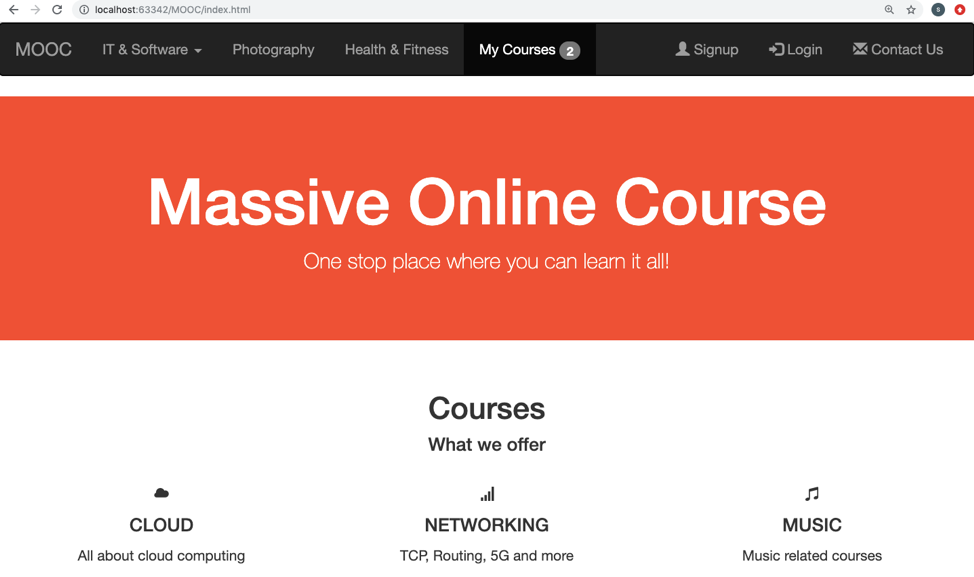 localhost:63342/MOOC/index.html
s
MOOC IT & Software Photography Health & Fitness My Courses 2 Signup Login Contact Us
Massive Online Course
One stop place where you can learn it all!
Courses
What we offer
CLOUD NETWORKING MUSIC
All about cloud computing TCP, Routing, 5G and more Music related courses